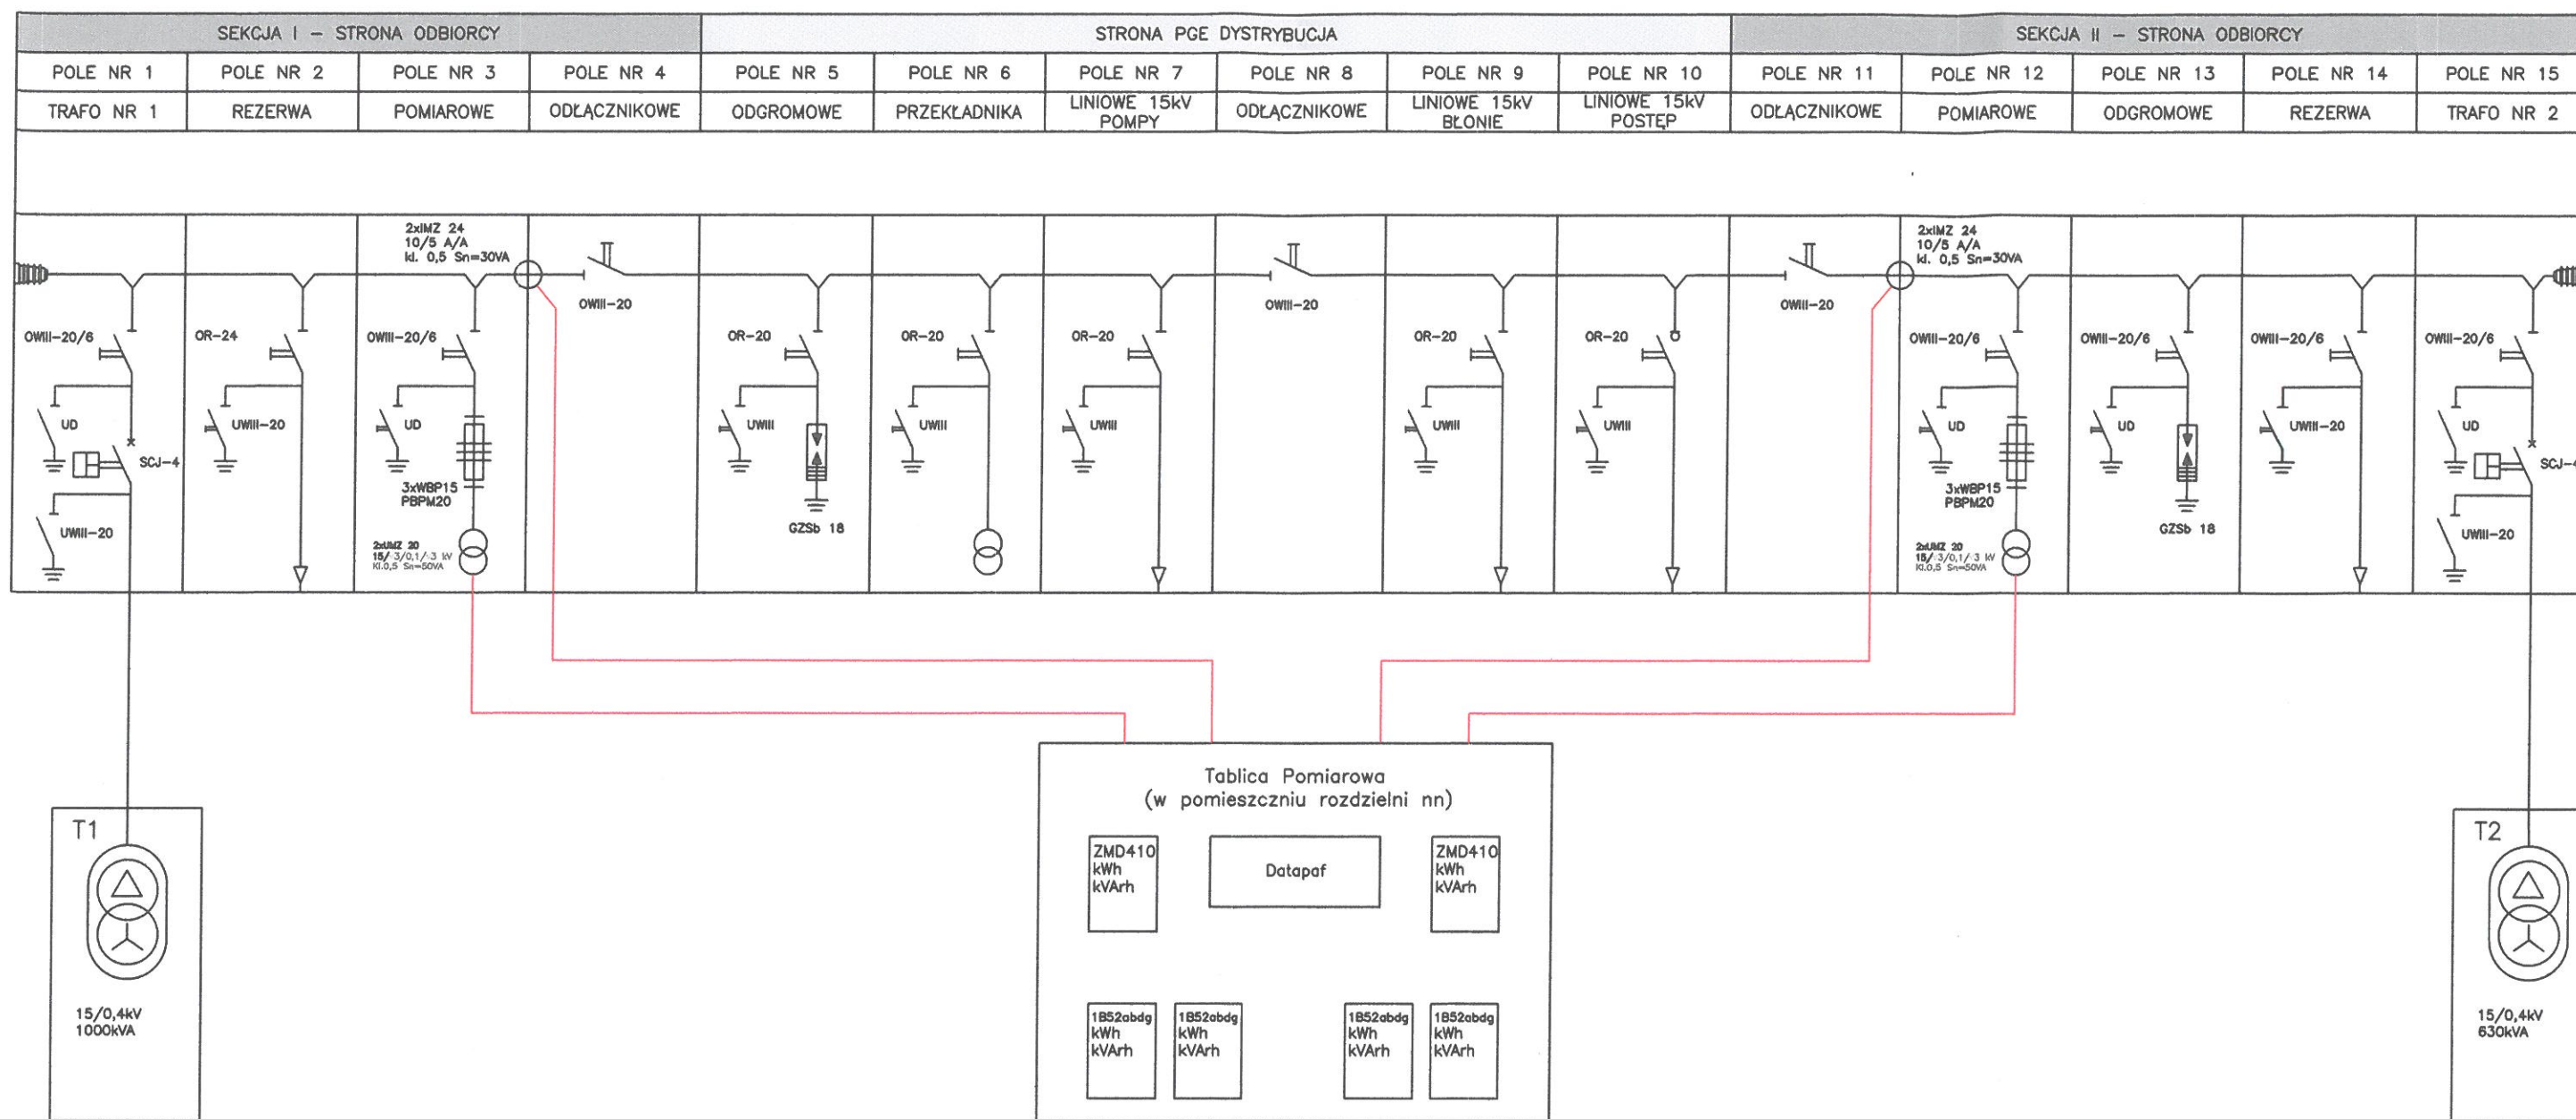 SEKCJA I – STRONA ODBIORCY
STRONA PGE DYSTRYBUCJA
SEKCJA II – STRONA ODBIORCY
POLE NR 1
POLE NR 2
POLE NR 3
POLE NR 4
POLE NR 5
POLE NR 6
POLE NR 7
POLE NR 8
POLE NR 9
POLE NR 10
POLE NR 11
POLE NR 12
POLE NR 13
POLE NR 14
POLE NR 15
TRAFO NR 1
REZERWA
POMIAROWE
ODŁĄCZNIKOWE
ODGROMOWE
PRZEKŁADNIKA
LINIOWE 15kV
POMPY
ODŁĄCZNIKOWE
LINIOWE 15kV
BŁONIE
LINIOWE 15kV
POSTĘP
ODŁĄCZNIKOWE
POMIAROWE
ODGROMOWE
REZERWA
TRAFO NR 2
2xIMZ 24
10/5 A/A
kl. 0,5 Sn=30VA
2xIMZ 24
10/5 A/A
kl. 0,5 Sn=30VA
OWIII-20
OWIII-20
OWIII-20
OWIII-20/6
OR-24
OWIII-20/6
OR-20
OR-20
OR-20
OR-20
OR-20
OWIII-20/6
OWIII-20/6
OWIII-20/6
OWIII-20/6
UD
UWIII-20
UD
UWIII
UWIII
UWIII
UWIII
UWIII
UD
UD
UWIII-20
UD
SCJ-4
SCJ-4
3xWBP15
PBPM20
3xWBP15
PBPM20
UWIII-20
GZSb 18
GZSb 18
UWIII-20
2xUMZ 20
15/ 3/0,1/ 3 kV
Kl.0,5 Sn=50VA
2xUMZ 20
15/ 3/0,1/ 3 kV
Kl.0,5 Sn=50VA
Tablica Pomiarowa
(w pomieszczniu rozdzielni nn)
T1
T2
ZMD410
kWh
kVArh
Datapaf
ZMD410
kWh
kVArh
15/0,4kV
1000kVA
15/0,4kV
630kVA
1B52abdg
kWh
kVArh
1B52abdg
kWh
kVArh
1B52abdg
kWh
kVArh
1B52abdg
kWh
kVArh